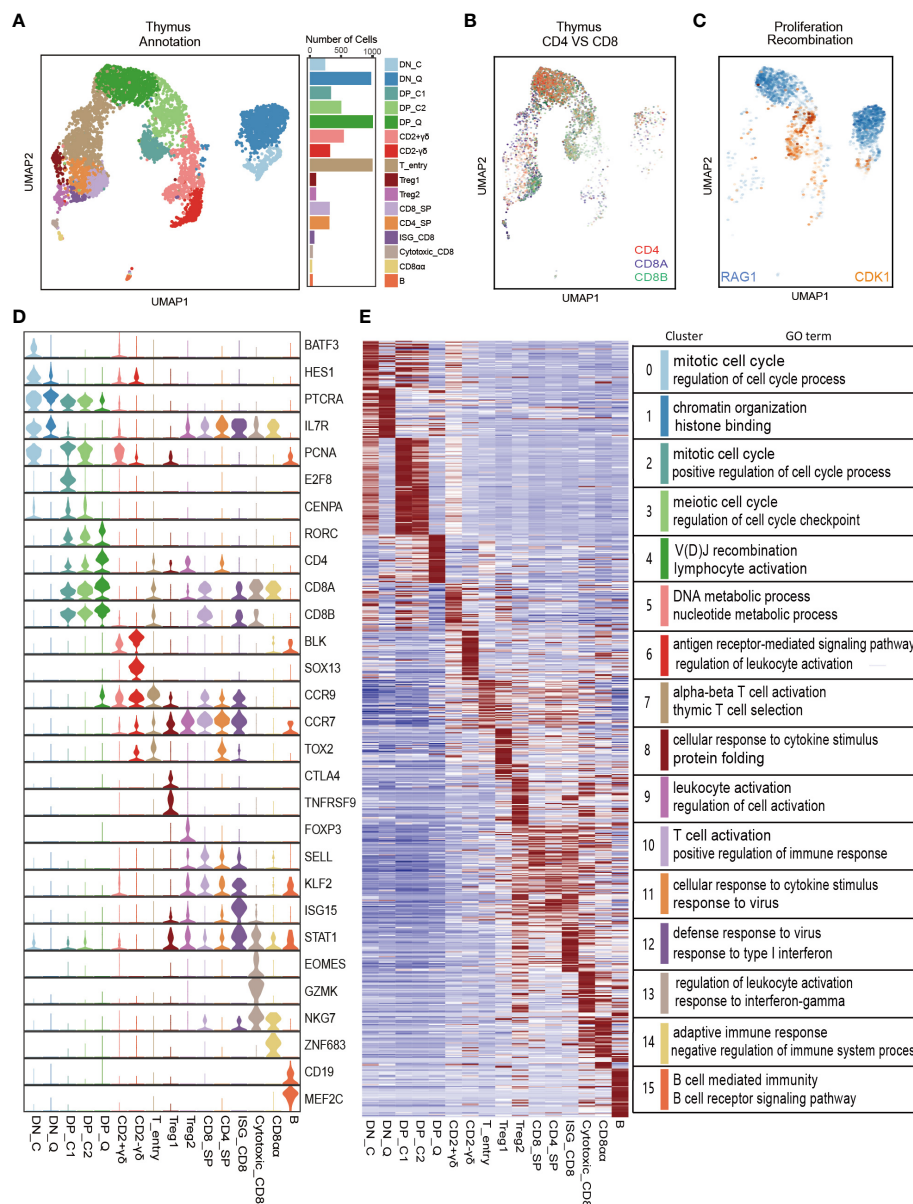 A
Thymus
Annotation
UMAP2
UMAP1
Number of Cells
0 500 1000
DN_C
DN_Q
DP_C1
DP_C2
DP_Q
CD2+γδ
CD2-γδ
T_entry
Treg1
Treg2
CD8_SP
CD4_SP
ISG_CD8
Cytotoxic_CD8
CD8αα
B
B
Thymus
CD4 VS CD8
UMAP2
CD4
CD8A
CD8B
UMAP1
C
Proliferation
Recombination
UMAP2
RAG1
CDK1
UMAP1
D
BATF3
HES1
PTCRA
IL7R
PCNA
E2F8
CENPA
RORC
CD4
CD8A
CD8B
BLK
SOX13
CCR9
CCR7
TOX2
CTLA4
TNFRSF9
FOXP3
SELL
KLF2
ISG15
STAT1
EOMES
GZMK
NKG7
ZNF683
CD19
MEF2C
DN_C
DN_Q
DP_C1
DP_C2
DP_Q
CD2+γδ
CD2-γδ
T_entry
Treg1
Treg2
CD8_SP
CD4_SP
ISG_CD8
Cytotoxic_CD8
CD8αα
B
E
DN_C
DN_Q
DP_C1
DP_C2
DP_Q
CD2+γδ
CD2-γδ
T_entry
Treg1
Treg2
CD8_SP
CD4_SP
ISG_CD8
Cytotoxic_CD8
CD8αα
B
Cluster GO term
0 mitotic cell cycle
regulation of cell cycle process
1 chromatin organization
histone binding
2 mitotic cell cycle
positive regulation of cell cycle process
3 meiotic cell cycle
regulation of cell cycle checkpoint
4 V(D)J recombination
lymphocyte activation
5 DNA metabolic process
nucleotide metabolic process
6 antigen receptor-mediated signaling pathway
regulation of leukocyte activation
7 alpha-beta T cell activation
thymic T cell selection
8 cellular response to cytokine stimulus
protein folding
9 leukocyte activation
regulation of cell activation
10 T cell activation
positive regulation of immune response
11 cellular response to cytokine stimulus
response to virus
12 defense response to virus
response to type I interferon
13 regulation of leukocyte activation
response to interferon-gamma
14 adaptive immune response
negative regulation of immune system proces
15 B cell mediated immunity
B cell receptor signaling pathway